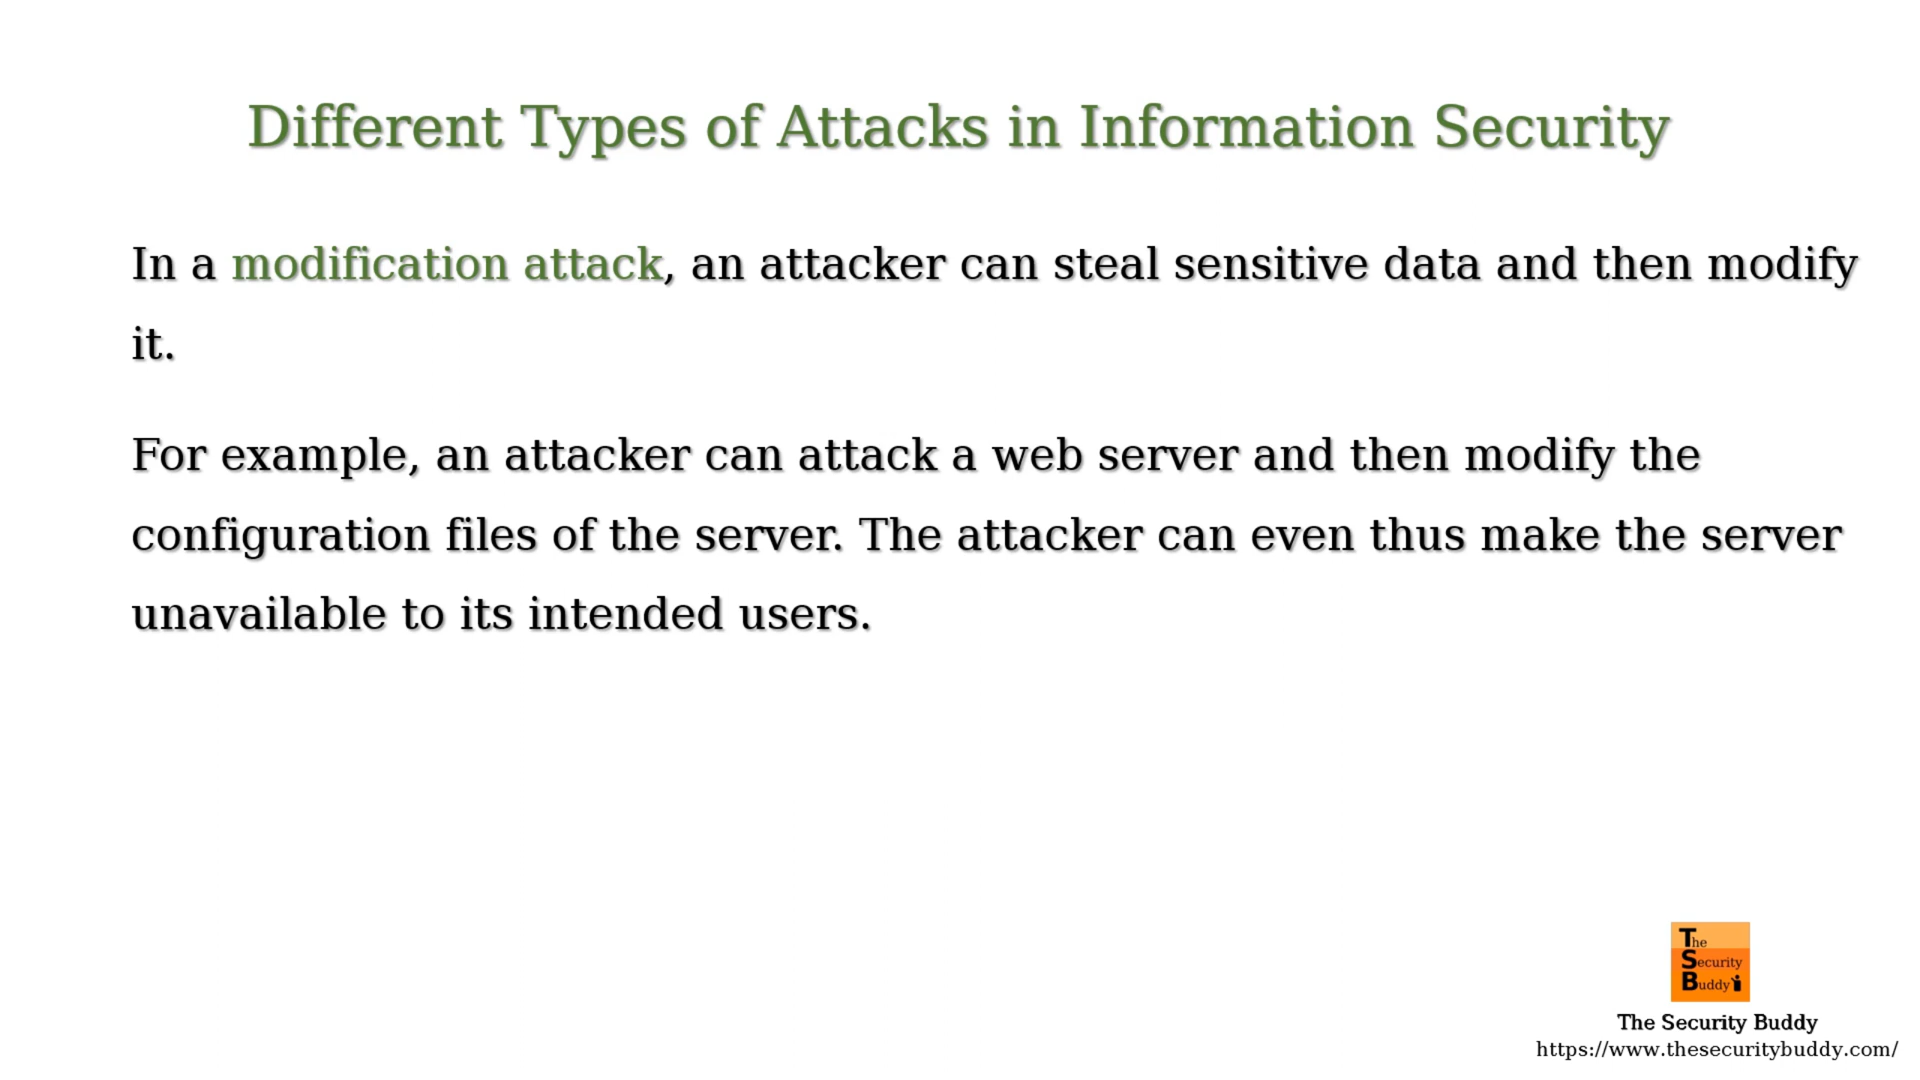 Different Types of Attacks in Information Security
In a modification attack, an attacker can steal sensitive data and then modify
it.
For example, an attacker can attack a web server and then modify the
configuration files of the server. The attacker can even thus make the server
unavailable to its intended users.
The
Security
Buddy
The Security Buddy
https://www.thesecuritybuddy.com/